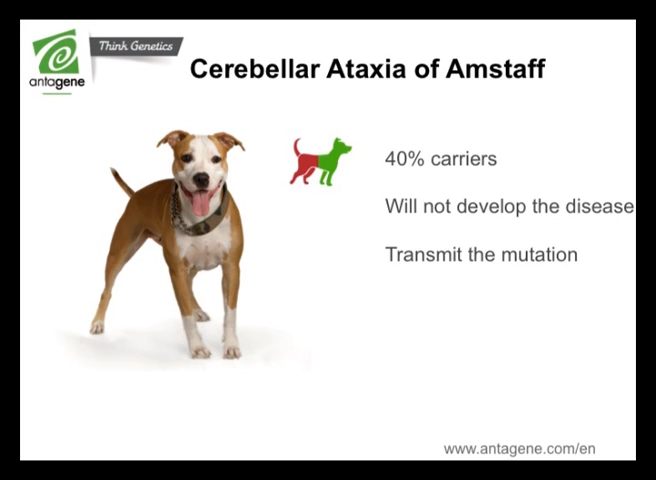 Think Genetics
antagene
Cerebellar Ataxia of Amstaff
40% carriers
Will not develop the disease
Transmit the mutation
www.antagene.com/en